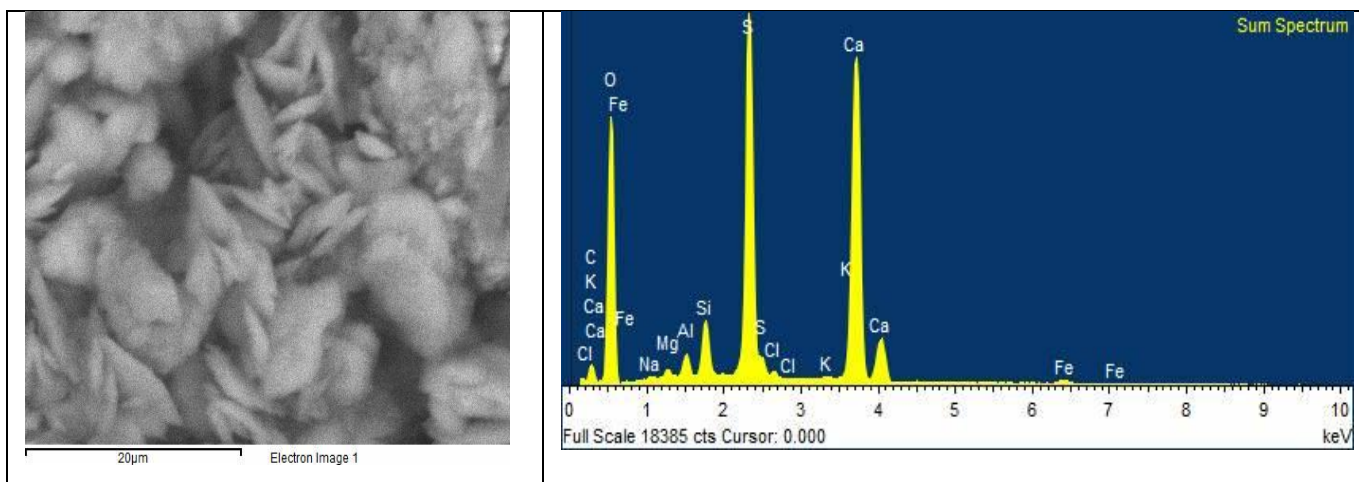 Sum Spectrum
S
Ca
O
Fe
C
K
K
Ca
Fe
Si
S
Ca
Ca
Al
Mg
Cl
Cl
Na
Cl
K
Fe
Fe
0 1 2 3 4 5 6 7 8 9 10
Full Scale 18385 cts Cursor: 0.000 keV
20µm Electron Image 1